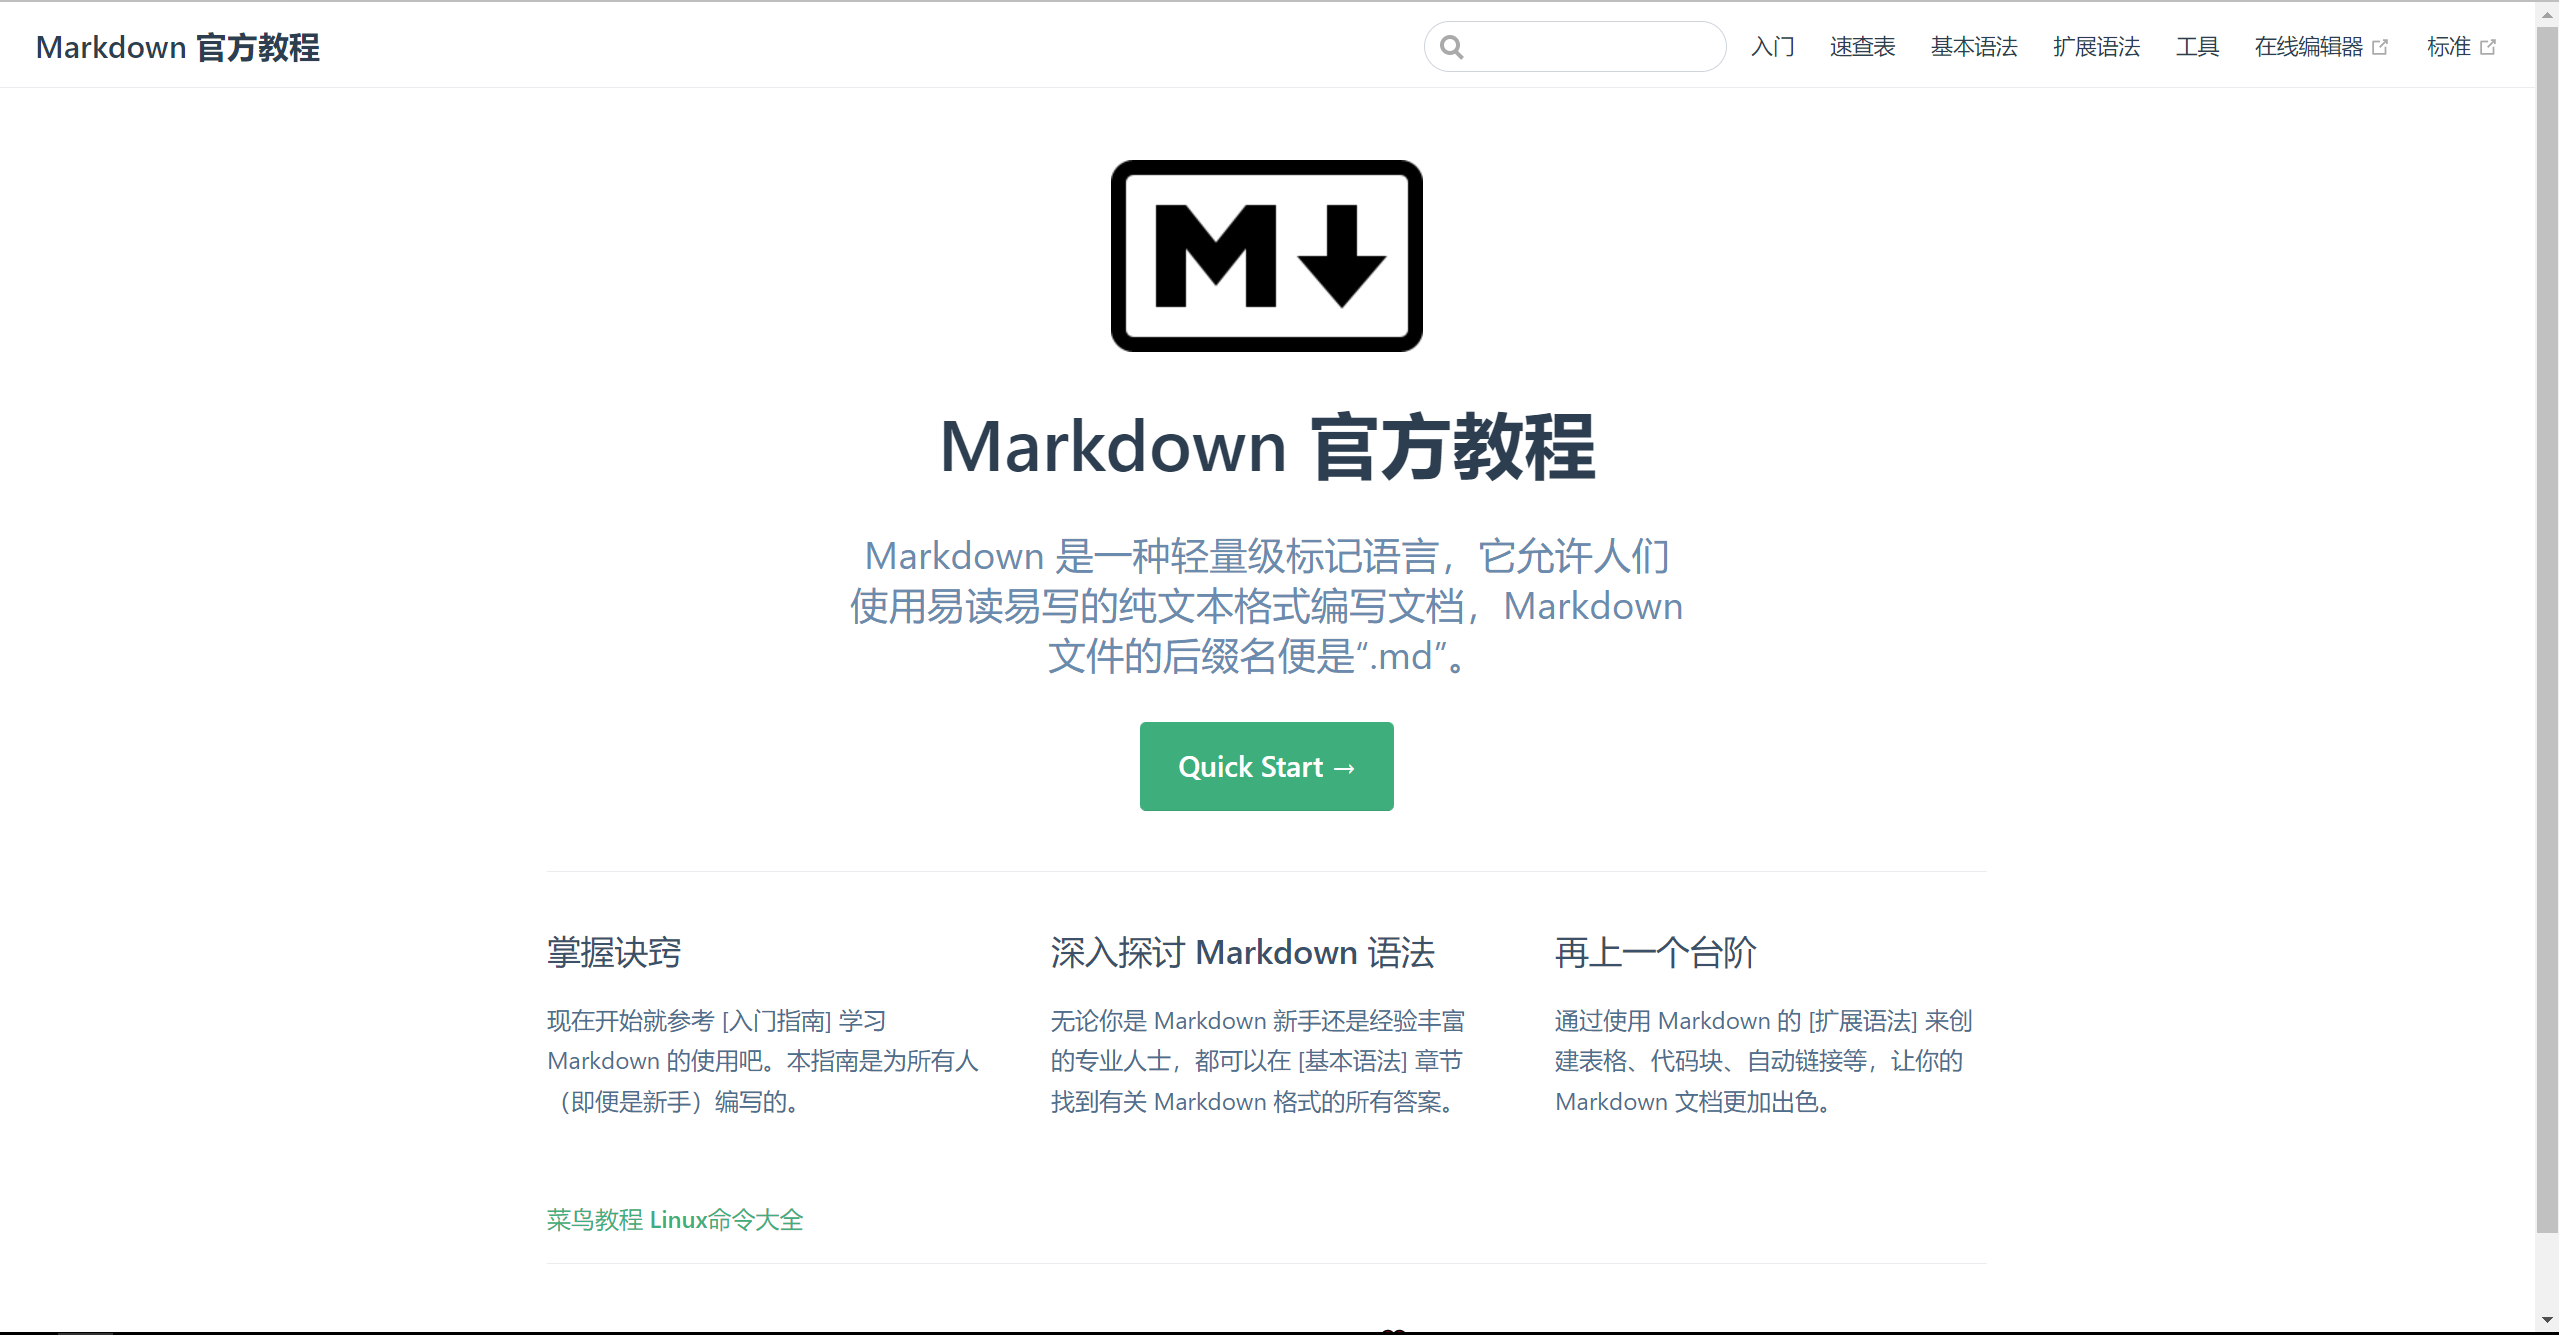 Markdown 官方教程
入门 速查表 基本语法 扩展语法 工具 在线编辑器 标准
M
Markdown 官方教程
Markdown 是一种轻量级标记语言，它允许人们
使用易读易写的纯文本格式编写文档，Markdown
文件的后缀名便是“.md”。
Quick Start →
掌握诀窍
现在开始就参考 [入门指南] 学习
Markdown 的使用吧。本指南是为所有人
（即便是新手）编写的。
深入探讨 Markdown 语法
无论你是 Markdown 新手还是经验丰富
的专业人士，都可以在 [基本语法] 章节
找到有关 Markdown 格式的所有答案。
再上一个台阶
通过使用 Markdown 的 [扩展语法] 来创
建表格、代码块、自动链接等，让你的
Markdown 文档更加出色。
菜鸟教程 Linux命令大全